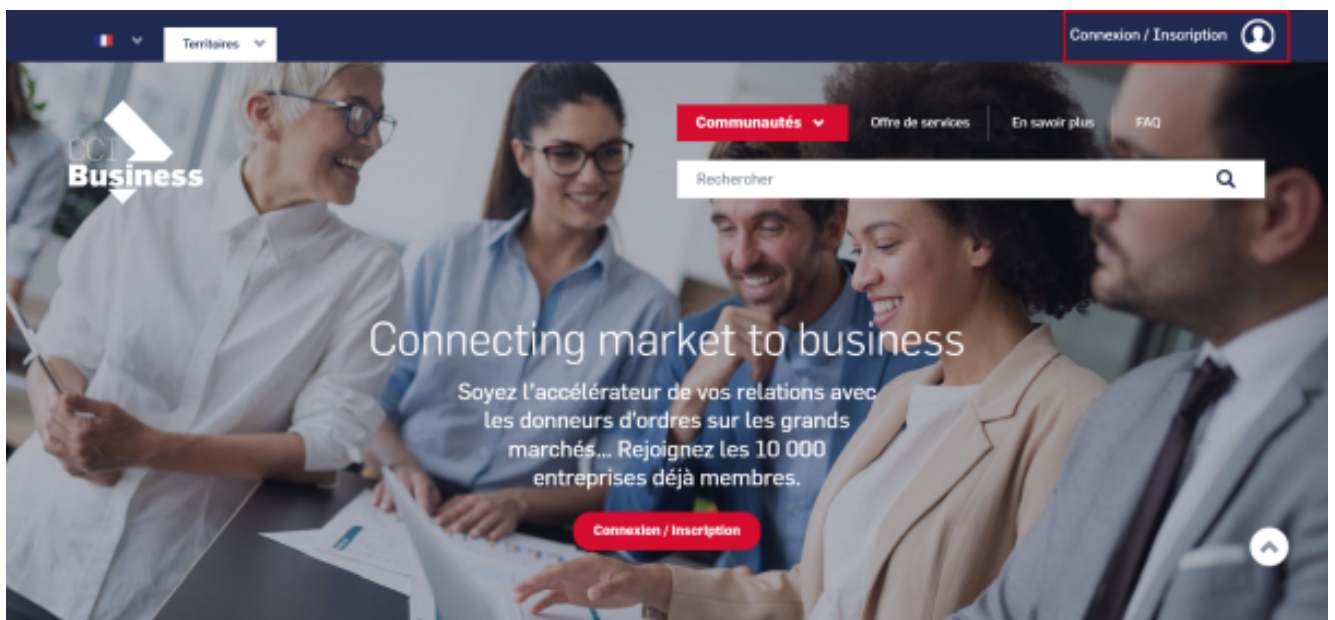 Territoires
Connexion / Inscription
CCI
Business
Communautés
Offre de services
En savoir plus
FAQ
Rechercher
Connecting market to business
Soyez l'accélérateur de vos relations avec
les donneurs d'ordres sur les grands
marchés... Rejoignez les 10 000
entreprises déjà membres.
Connexion / Inscription